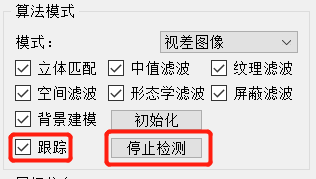 算法模式
模式： 视差图像
立体匹配 中值滤波 纹理滤波
空间滤波 形态学滤波 屏蔽滤波
背景建模 初始化
跟踪 停止检测